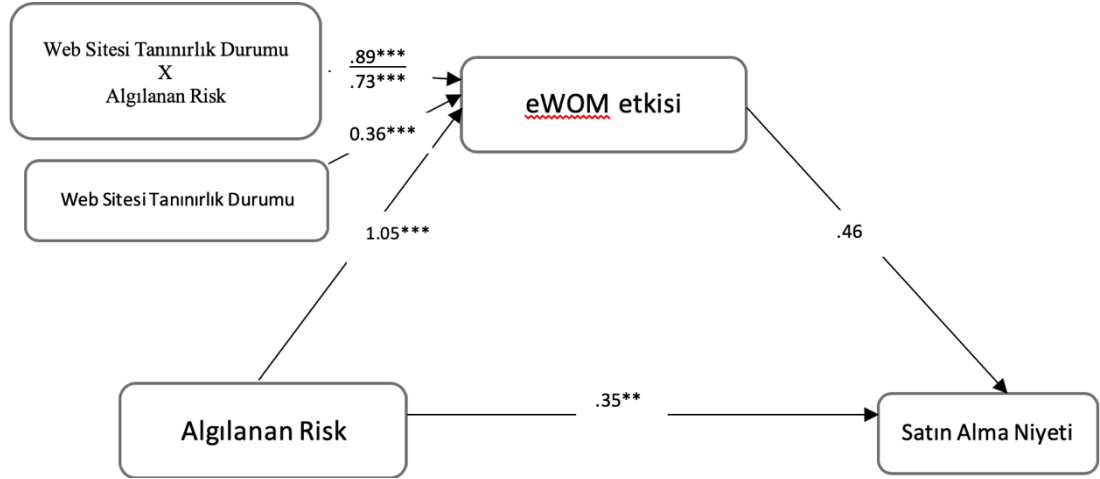 Web Sitesi Tanınırlık Durumu
X
Algılanan Risk
.89***
.73***
eWOM etkisi
0.36***
Web Sitesi Tanınırlık Durumu
1.05***
.46
.35**
Algılanan Risk
Satın Alma Niyeti